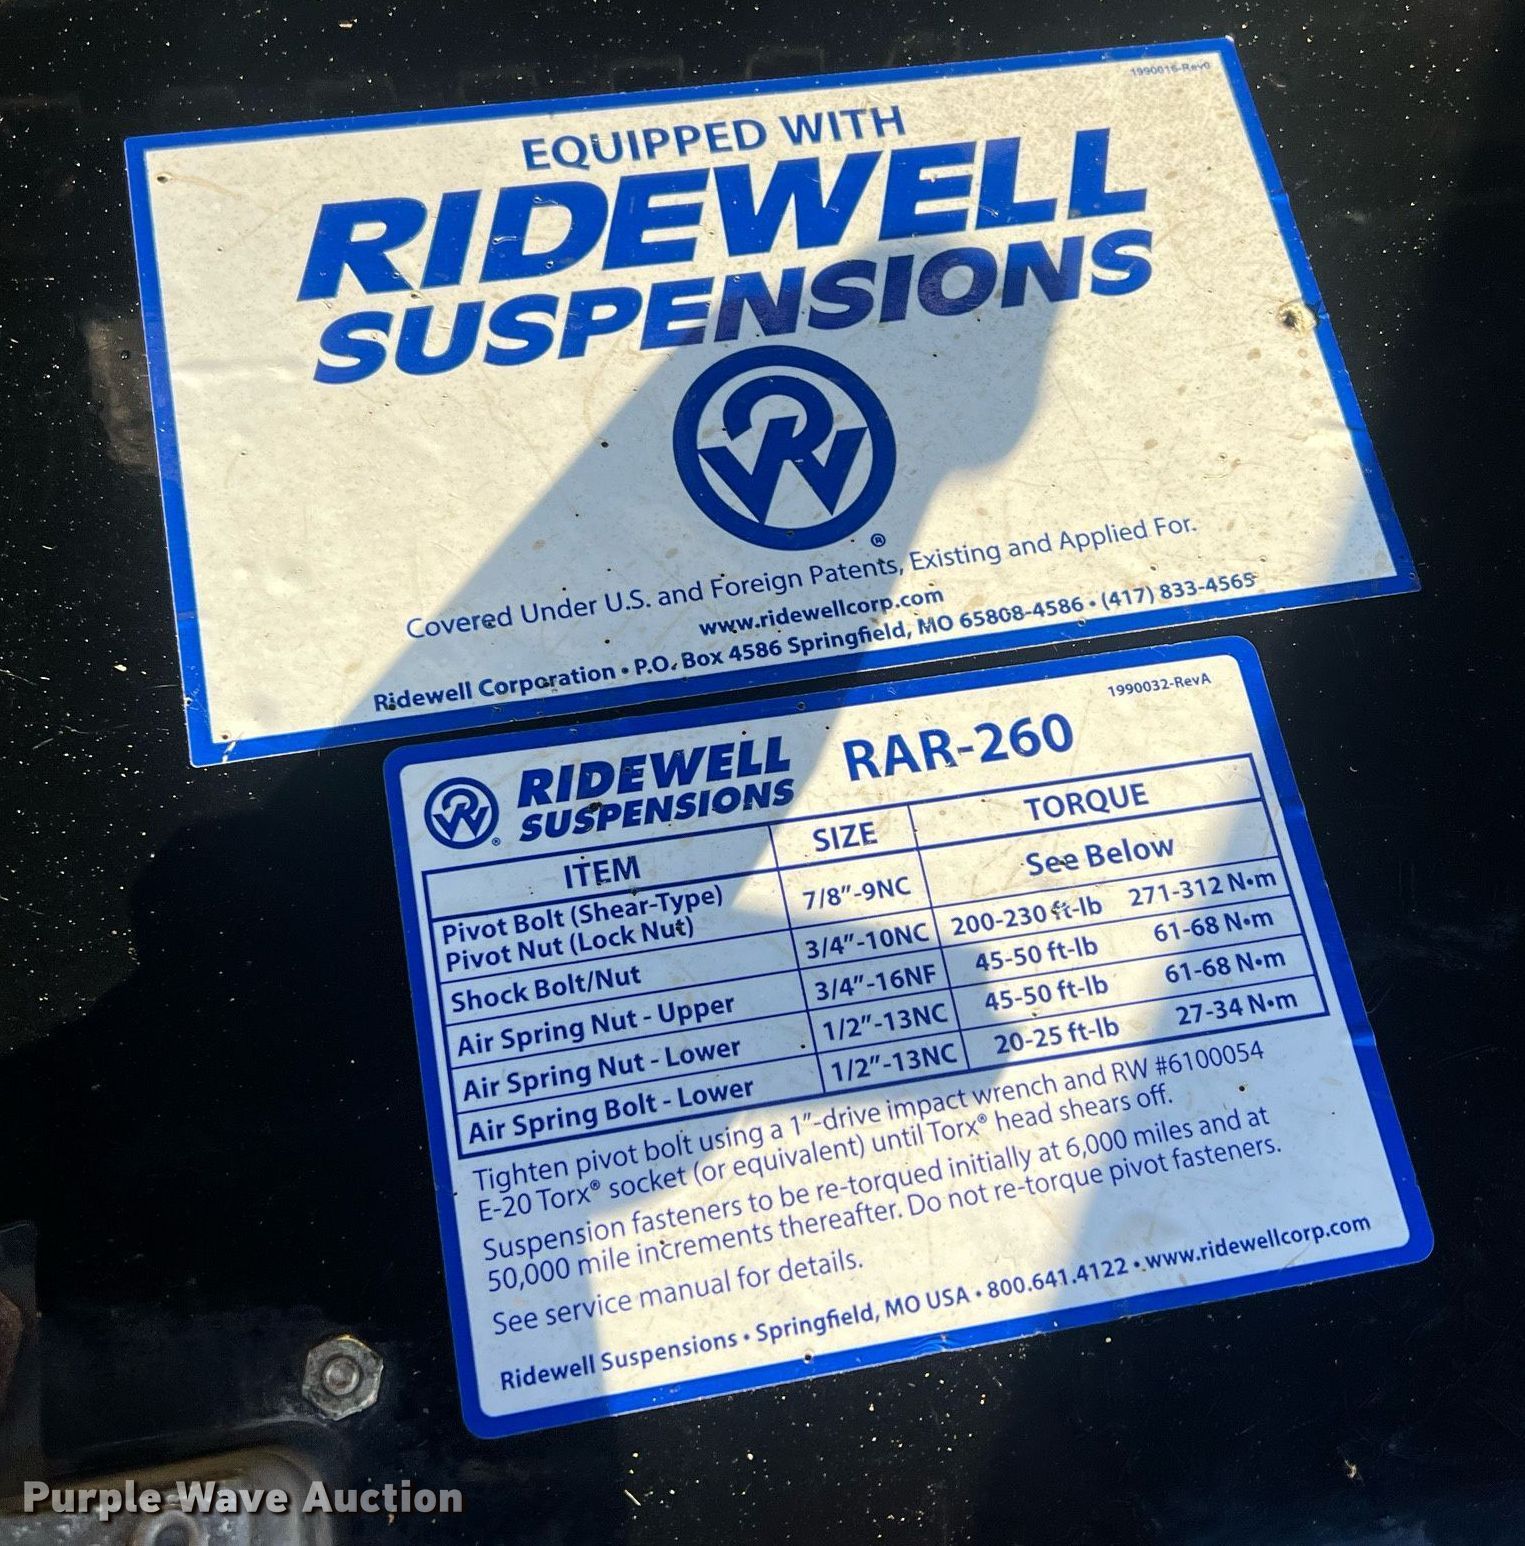 1990016-Rev0
EQUIPPED WITH
RIDEWELL
SUSPENSIONS
®
Covered Under U.S. and Foreign Patents, Existing and Applied For.
www.ridewellcorp.com
Ridewell Corporation • P.O. Box 4586 Springfield, MO 65808-4586 • (417) 833-4565
1990032-RevA
RIDEWELL
SUSPENSIONS
®
RAR-260
ITEM SIZE TORQUE
Pivot Bolt (Shear-Type)
Pivot Nut (Lock Nut) 7/8"-9NC See Below
Shock Bolt/Nut 3/4"-10NC 200-230 ft-lb 271-312 N•m
Air Spring Nut - Upper 3/4"-16NF 45-50 ft-lb 61-68 N•m
Air Spring Nut - Lower 1/2"-13NC 45-50 ft-lb 61-68 N•m
Air Spring Bolt - Lower 1/2"-13NC 20-25 ft-lb 27-34 N•m
Tighten pivot bolt using a 1"-drive impact wrench and RW #6100054
E-20 Torx® socket (or equivalent) until Torx® head shears off.
Suspension fasteners to be re-torqued initially at 6,000 miles and at
50,000 mile increments thereafter. Do not re-torque pivot fasteners.
See service manual for details.
Ridewell Suspensions • Springfield, MO USA • 800.641.4122 • www.ridewellcorp.com
Purple Wave Auction